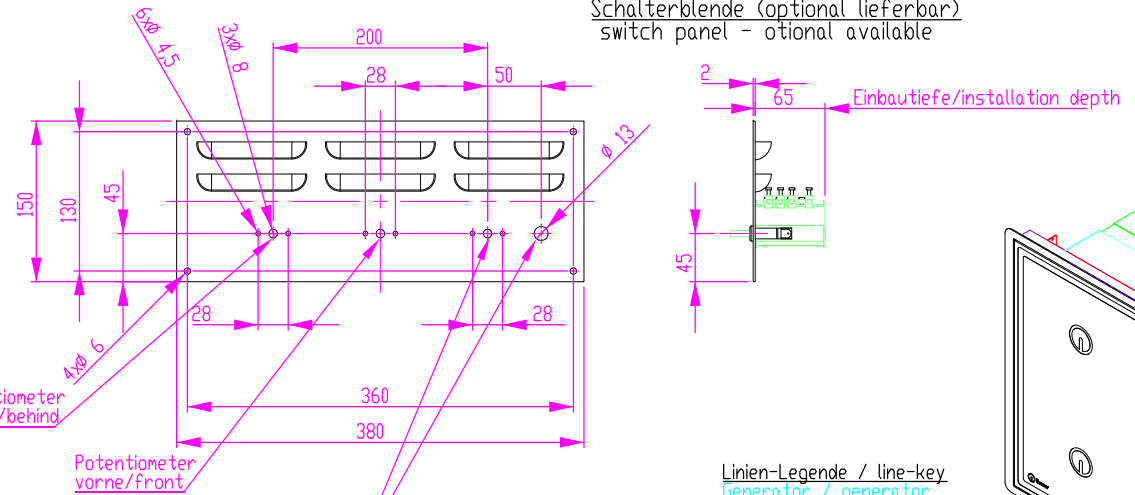 Schalterblende (optional lieferbar)
switch panel - otional available
6xø 4,5
3xø 8
200
28
50
ø 13
2
65
Einbautiefe/installation depth
150
130
45
45
28
28
4xø 6
360
380
tiometer
/behind
Potentiometer
vorne/front
Linien-Legende / line-key
Generator / generator